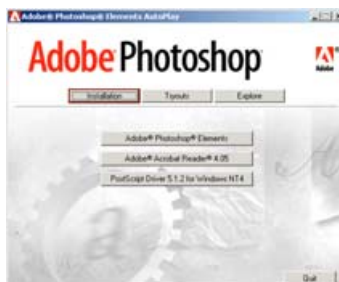 Adobe® Photoshop® Elements AutoPlay
Adobe® Photoshop®
Adobe
Installation Tryouts Explore
Adobe® Photoshop® Elements
Adobe® Acrobat Reader® 4.05
PostScript Driver 5.1.2 for Windows NT4
Quit